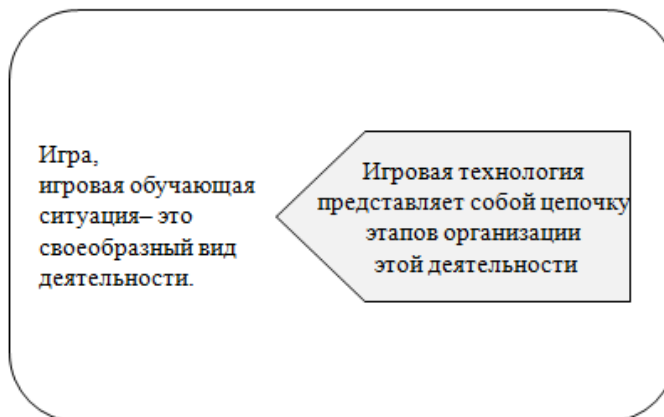 Игра,
игровая обучающая
ситуация– это
своеобразный вид
деятельности.
Игровая технология
представляет собой цепочку
этапов организации
этой деятельности